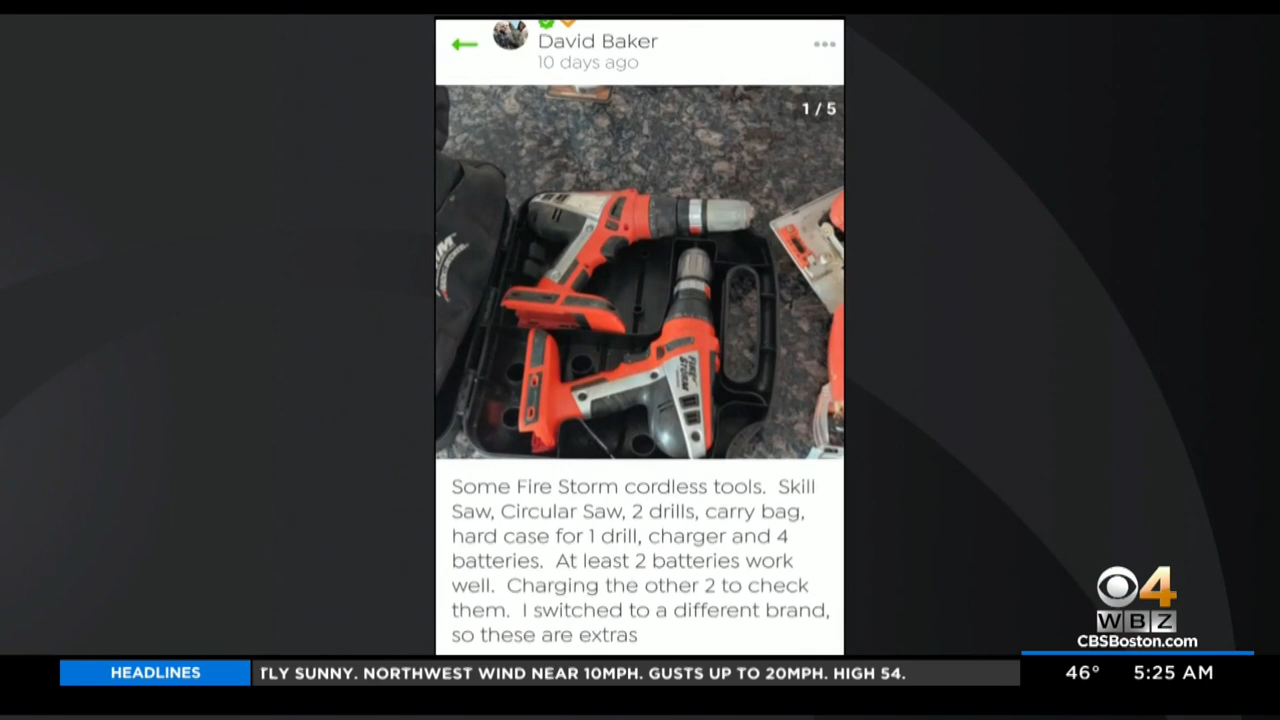 David Baker
10 days ago
1 / 5
FIRE
STORM
Some Fire Storm cordless tools. Skill
Saw, Circular Saw, 2 drills, carry bag,
hard case for 1 drill, charger and 4
batteries. At least 2 batteries work
well. Charging the other 2 to check
them. I switched to a different brand,
so these are extras
4
WBZ
CBSBoston.com
HEADLINES
TLY SUNNY. NORTHWEST WIND NEAR 10MPH. GUSTS UP TO 20MPH. HIGH 54.
46°
5:25 AM